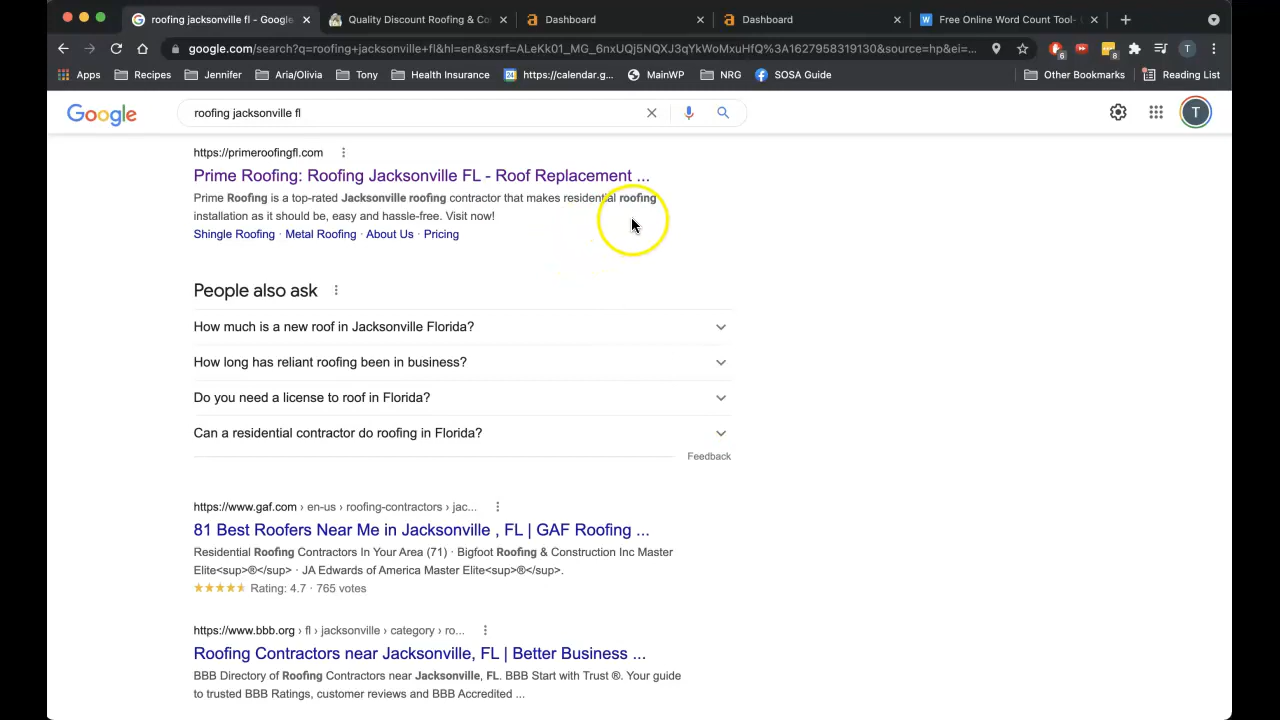 roofing jacksonville fl - Google
Quality Discount Roofing & Co
Dashboard
Dashboard
Free Online Word Count Tool-
google.com/search?q=roofing+jacksonville+fl&hl=en&sxsrf=ALeKk01_MG_6nxUQj5NQXJ3qYkWoMxuHfQ%3A1627958319130&source=hp&ei=...
6
8
T
Apps
Recipes
Jennifer
Aria/Olivia
Tony
Health Insurance
https://calendar.g...
MainWP
NRG
SOSA Guide
Other Bookmarks
Reading List
Google
roofing jacksonville fl
T
https://primeroofingfl.com
Prime Roofing: Roofing Jacksonville FL - Roof Replacement ...
Prime Roofing is a top-rated Jacksonville roofing contractor that makes residential roofing
installation as it should be, easy and hassle-free. Visit now!
Shingle Roofing · Metal Roofing · About Us · Pricing
People also ask
How much is a new roof in Jacksonville Florida?
How long has reliant roofing been in business?
Do you need a license to roof in Florida?
Can a residential contractor do roofing in Florida?
Feedback
https://www.gaf.com › en-us › roofing-contractors › jac...
81 Best Roofers Near Me in Jacksonville , FL | GAF Roofing ...
Residential Roofing Contractors In Your Area (71) · Bigfoot Roofing & Construction Inc Master
Elite<sup>®</sup> · JA Edwards of America Master Elite<sup>®</sup>.
Rating: 4.7 · 765 votes
https://www.bbb.org › fl › jacksonville › category › ro...
Roofing Contractors near Jacksonville, FL | Better Business ...
BBB Directory of Roofing Contractors near Jacksonville, FL. BBB Start with Trust ®. Your guide
to trusted BBB Ratings, customer reviews and BBB Accredited ...